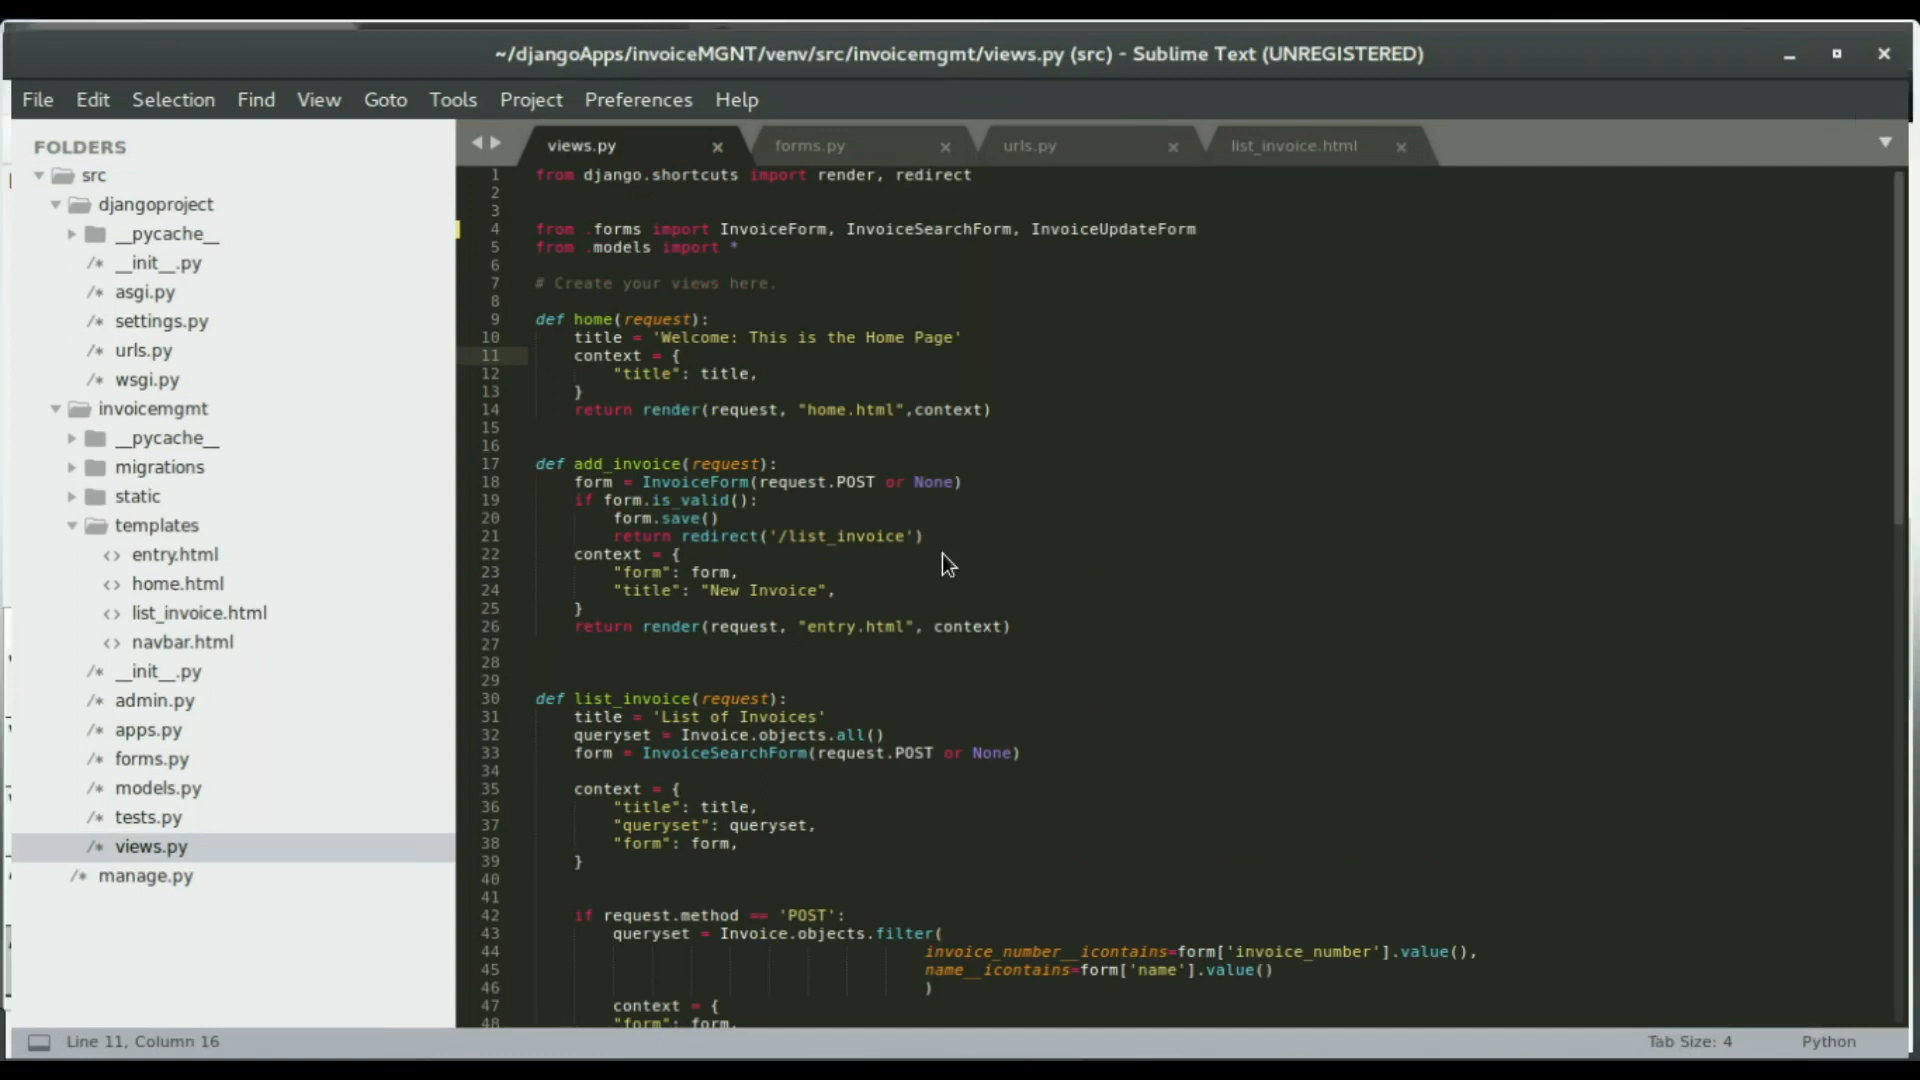 ~/djangoApps/invoiceMGNT/venv/src/invoicemgmt/views.py (src) - Sublime Text (UNREGISTERED)
File Edit Selection Find View Goto Tools Project Preferences Help
FOLDERS
src
djangoproject
__pycache__
/* __init__.py
/* asgi.py
/* settings.py
/* urls.py
/* wsgi.py
invoicemgmt
__pycache__
migrations
static
templates
<> entry.html
<> home.html
<> list_invoice.html
<> navbar.html
/* __init__.py
/* admin.py
/* apps.py
/* forms.py
/* models.py
/* tests.py
/* views.py
/* manage.py
views.py forms.py urls.py list_invoice.html
1 from django.shortcuts import render, redirect
2
3
4 from .forms import InvoiceForm, InvoiceSearchForm, InvoiceUpdateForm
5 from .models import *
6
7 # Create your views here.
8
9 def home(request):
10 title = 'Welcome: This is the Home Page'
11 context = {
12 "title": title,
13 }
14 return render(request, "home.html",context)
15
16
17 def add_invoice(request):
18 form = InvoiceForm(request.POST or None)
19 if form.is_valid():
20 form.save()
21 return redirect('/list_invoice')
22 context = {
23 "form": form,
24 "title": "New Invoice",
25 }
26 return render(request, "entry.html", context)
27
28
29
30 def list_invoice(request):
31 title = 'List of Invoices'
32 queryset = Invoice.objects.all()
33 form = InvoiceSearchForm(request.POST or None)
34
35 context = {
36 "title": title,
37 "queryset": queryset,
38 "form": form,
39 }
40
41
42 if request.method == 'POST':
43 queryset = Invoice.objects.filter(
44 invoice_number__icontains=form['invoice_number'].value(),
45 name__icontains=form['name'].value()
46 )
47 context = {
48 "form": form,
Line 11, Column 16
Tab Size: 4 Python